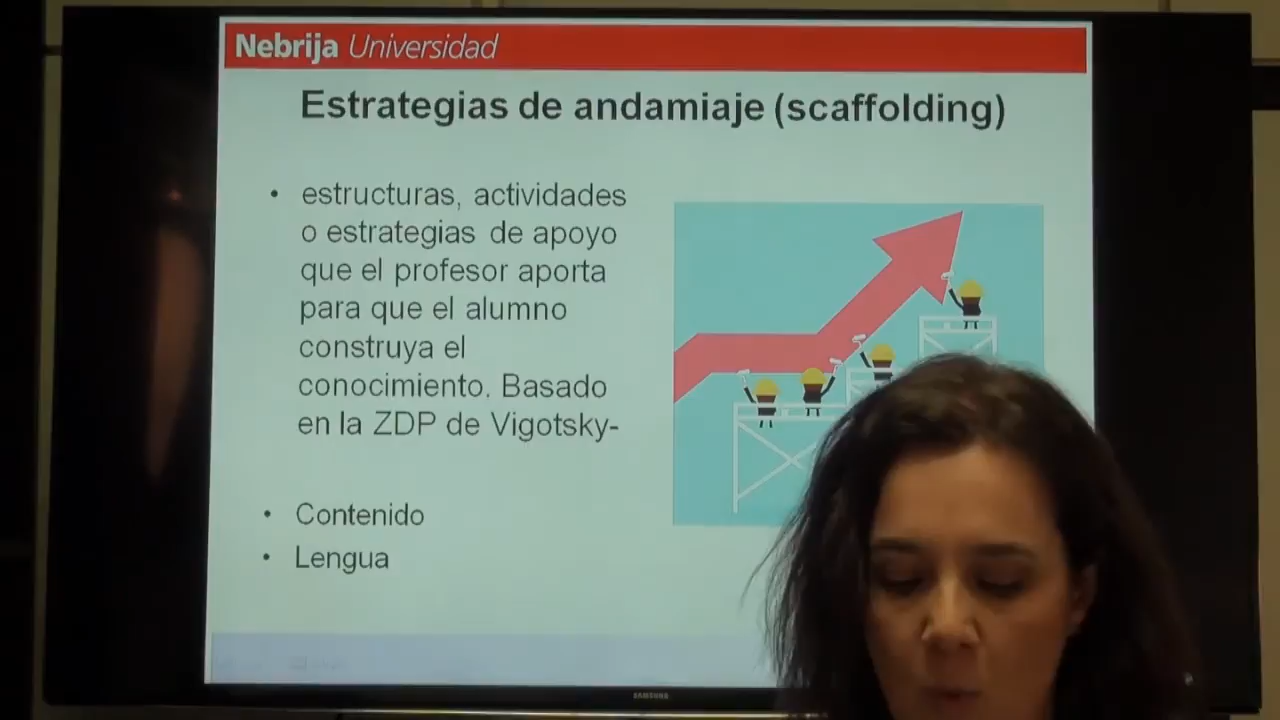 Nebrija Universidad
Estrategias de andamiaje (scaffolding)
• estructuras, actividades
o estrategias de apoyo
que el profesor aporta
para que el alumno
construya el
conocimiento. Basado
en la ZDP de Vigotsky-
• Contenido
• Lengua
SAMSUNG